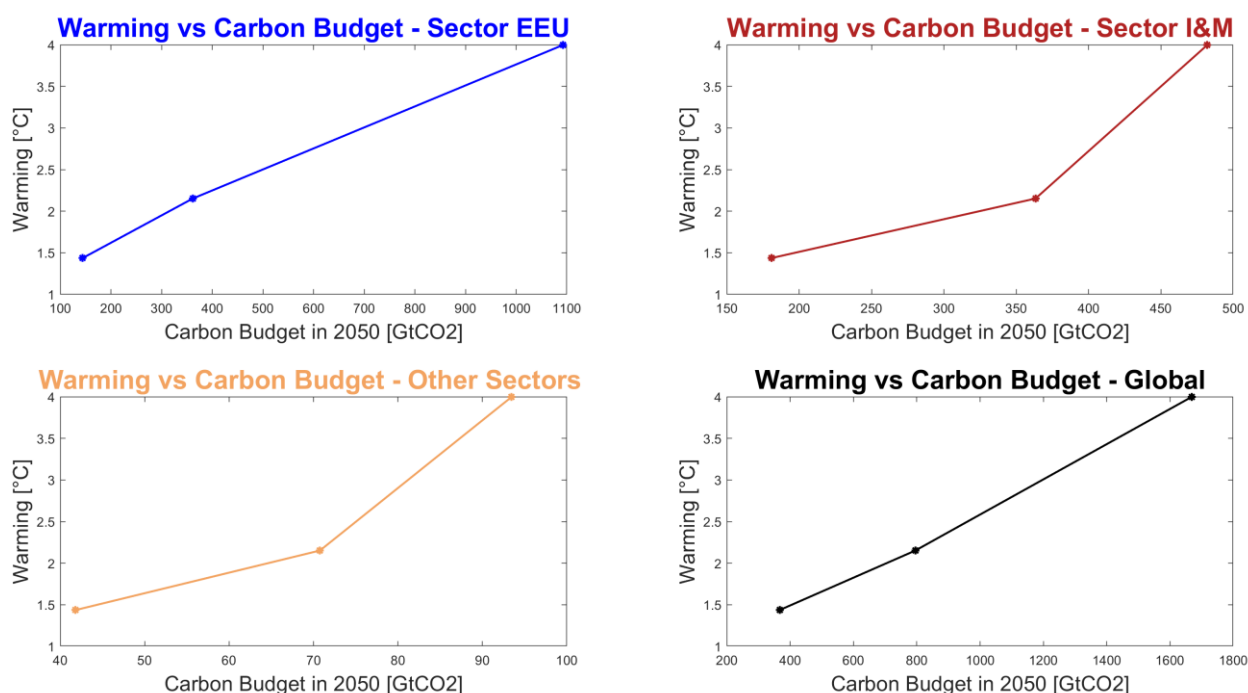 Warming vs Carbon Budget - Sector EEU
Warming [°C]
4
3.5
3
2.5
2
1.5
1
100 200 300 400 500 600 700 800 900 1000 1100
Carbon Budget in 2050 [GtCO2]
Warming vs Carbon Budget - Sector I&M
Warming [°C]
4
3.5
3
2.5
2
1.5
1
150 200 250 300 350 400 450 500
Carbon Budget in 2050 [GtCO2]
Warming vs Carbon Budget - Other Sectors
Warming [°C]
4
3.5
3
2.5
2
1.5
1
40 50 60 70 80 90 100
Carbon Budget in 2050 [GtCO2]
Warming vs Carbon Budget - Global
Warming [°C]
4
3.5
3
2.5
2
1.5
1
200 400 600 800 1000 1200 1400 1600 1800
Carbon Budget in 2050 [GtCO2]